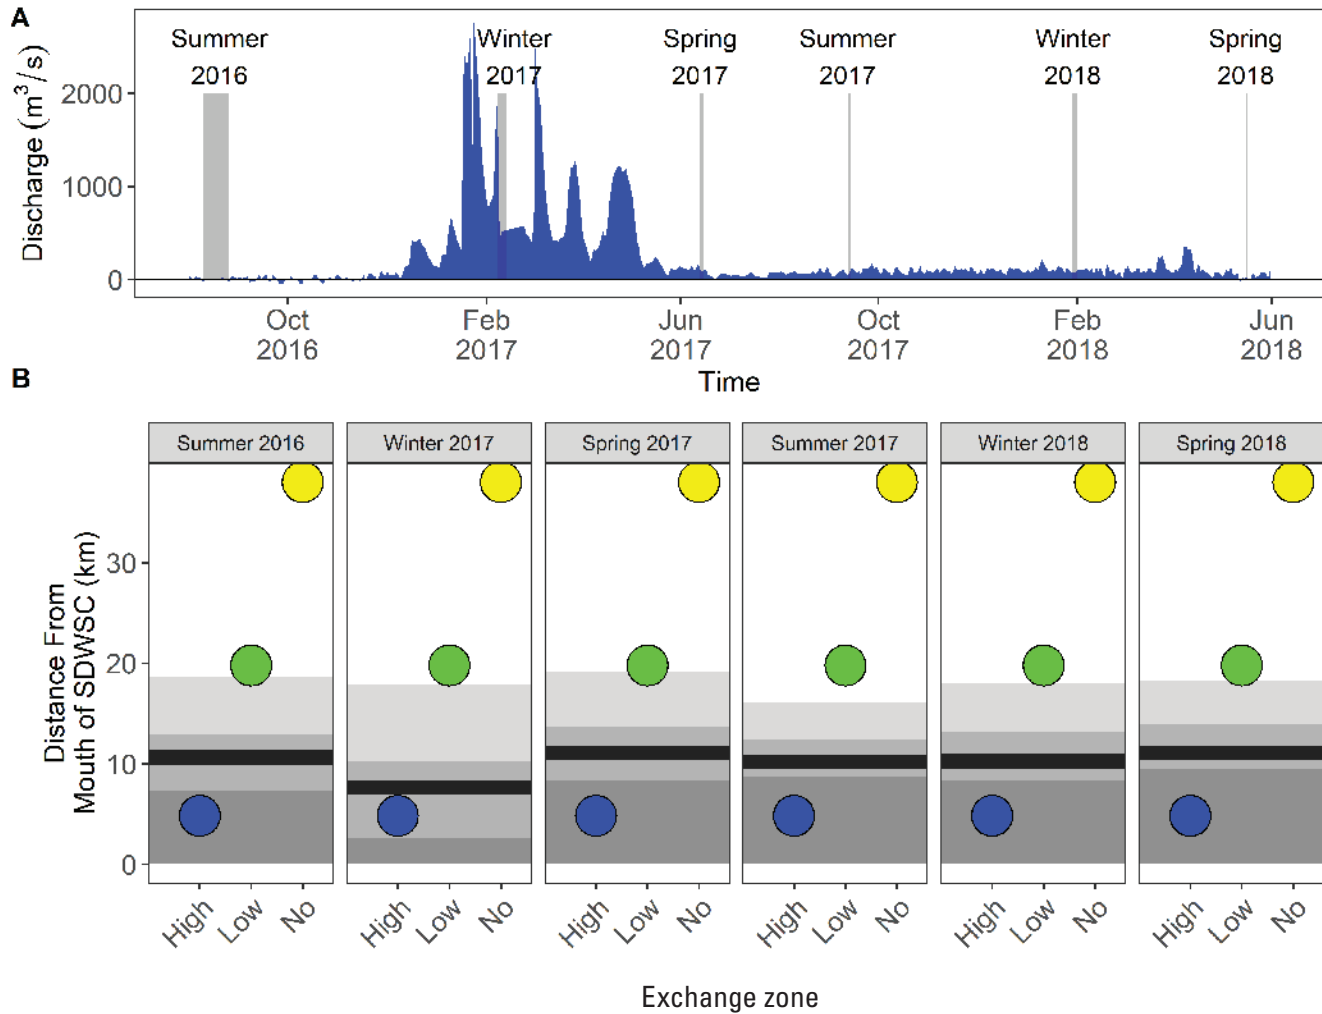 A
Summer Winter Spring Summer Winter Spring
2016 2017 2017 2017 2018 2018
Discharge (m³/s)
2000
1000
0
Oct Feb Jun Oct Feb Jun
2016 2017 2017 2017 2018 2018
Time
B
Summer 2016 Winter 2017 Spring 2017 Summer 2017 Winter 2018 Spring 2018
Distance From
Mouth of SDWSC (km)
30
20
10
0
High Low No High Low No High Low No High Low No High Low No High Low No
Exchange zone